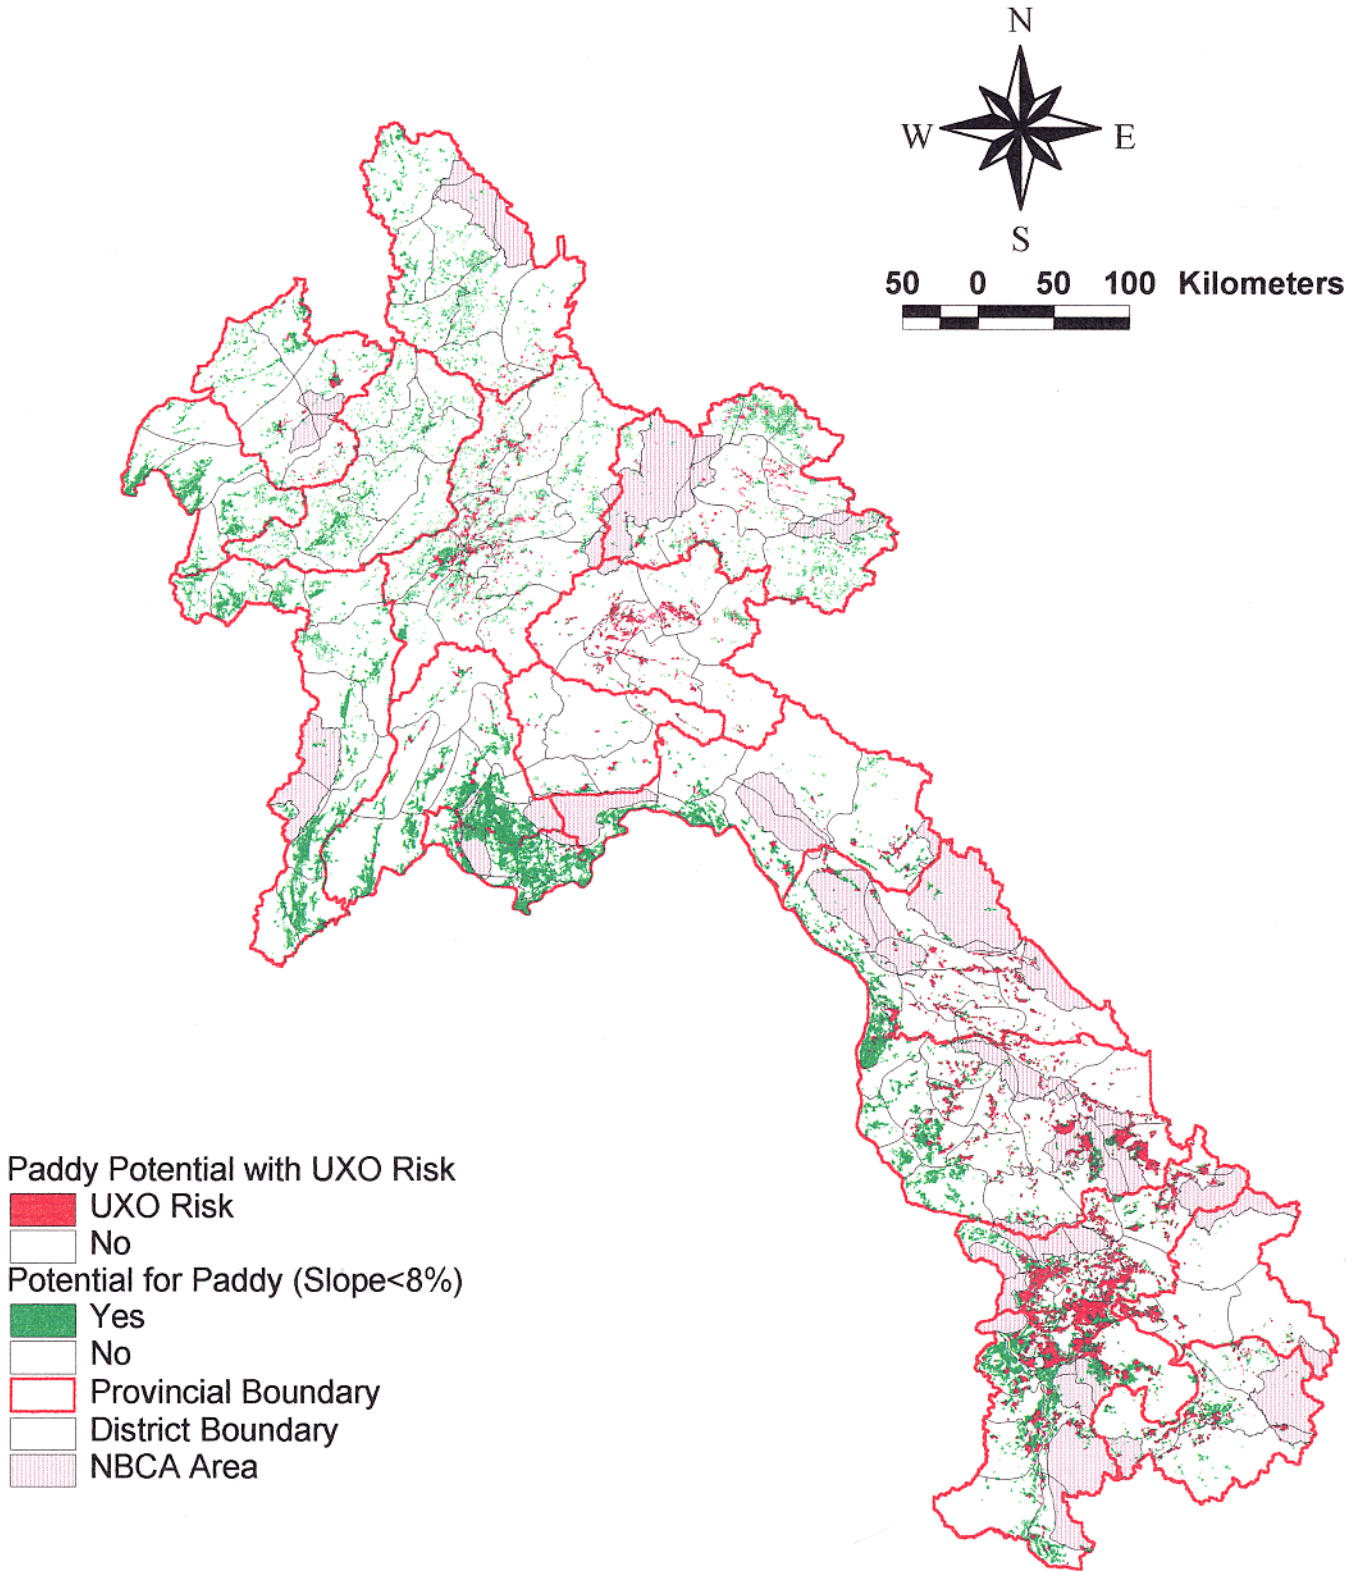 N
W E
S
50 0 50 100 Kilometers
Paddy Potential with UXO Risk
UXO Risk
No
Potential for Paddy (Slope<8%)
Yes
No
Provincial Boundary
District Boundary
NBCA Area